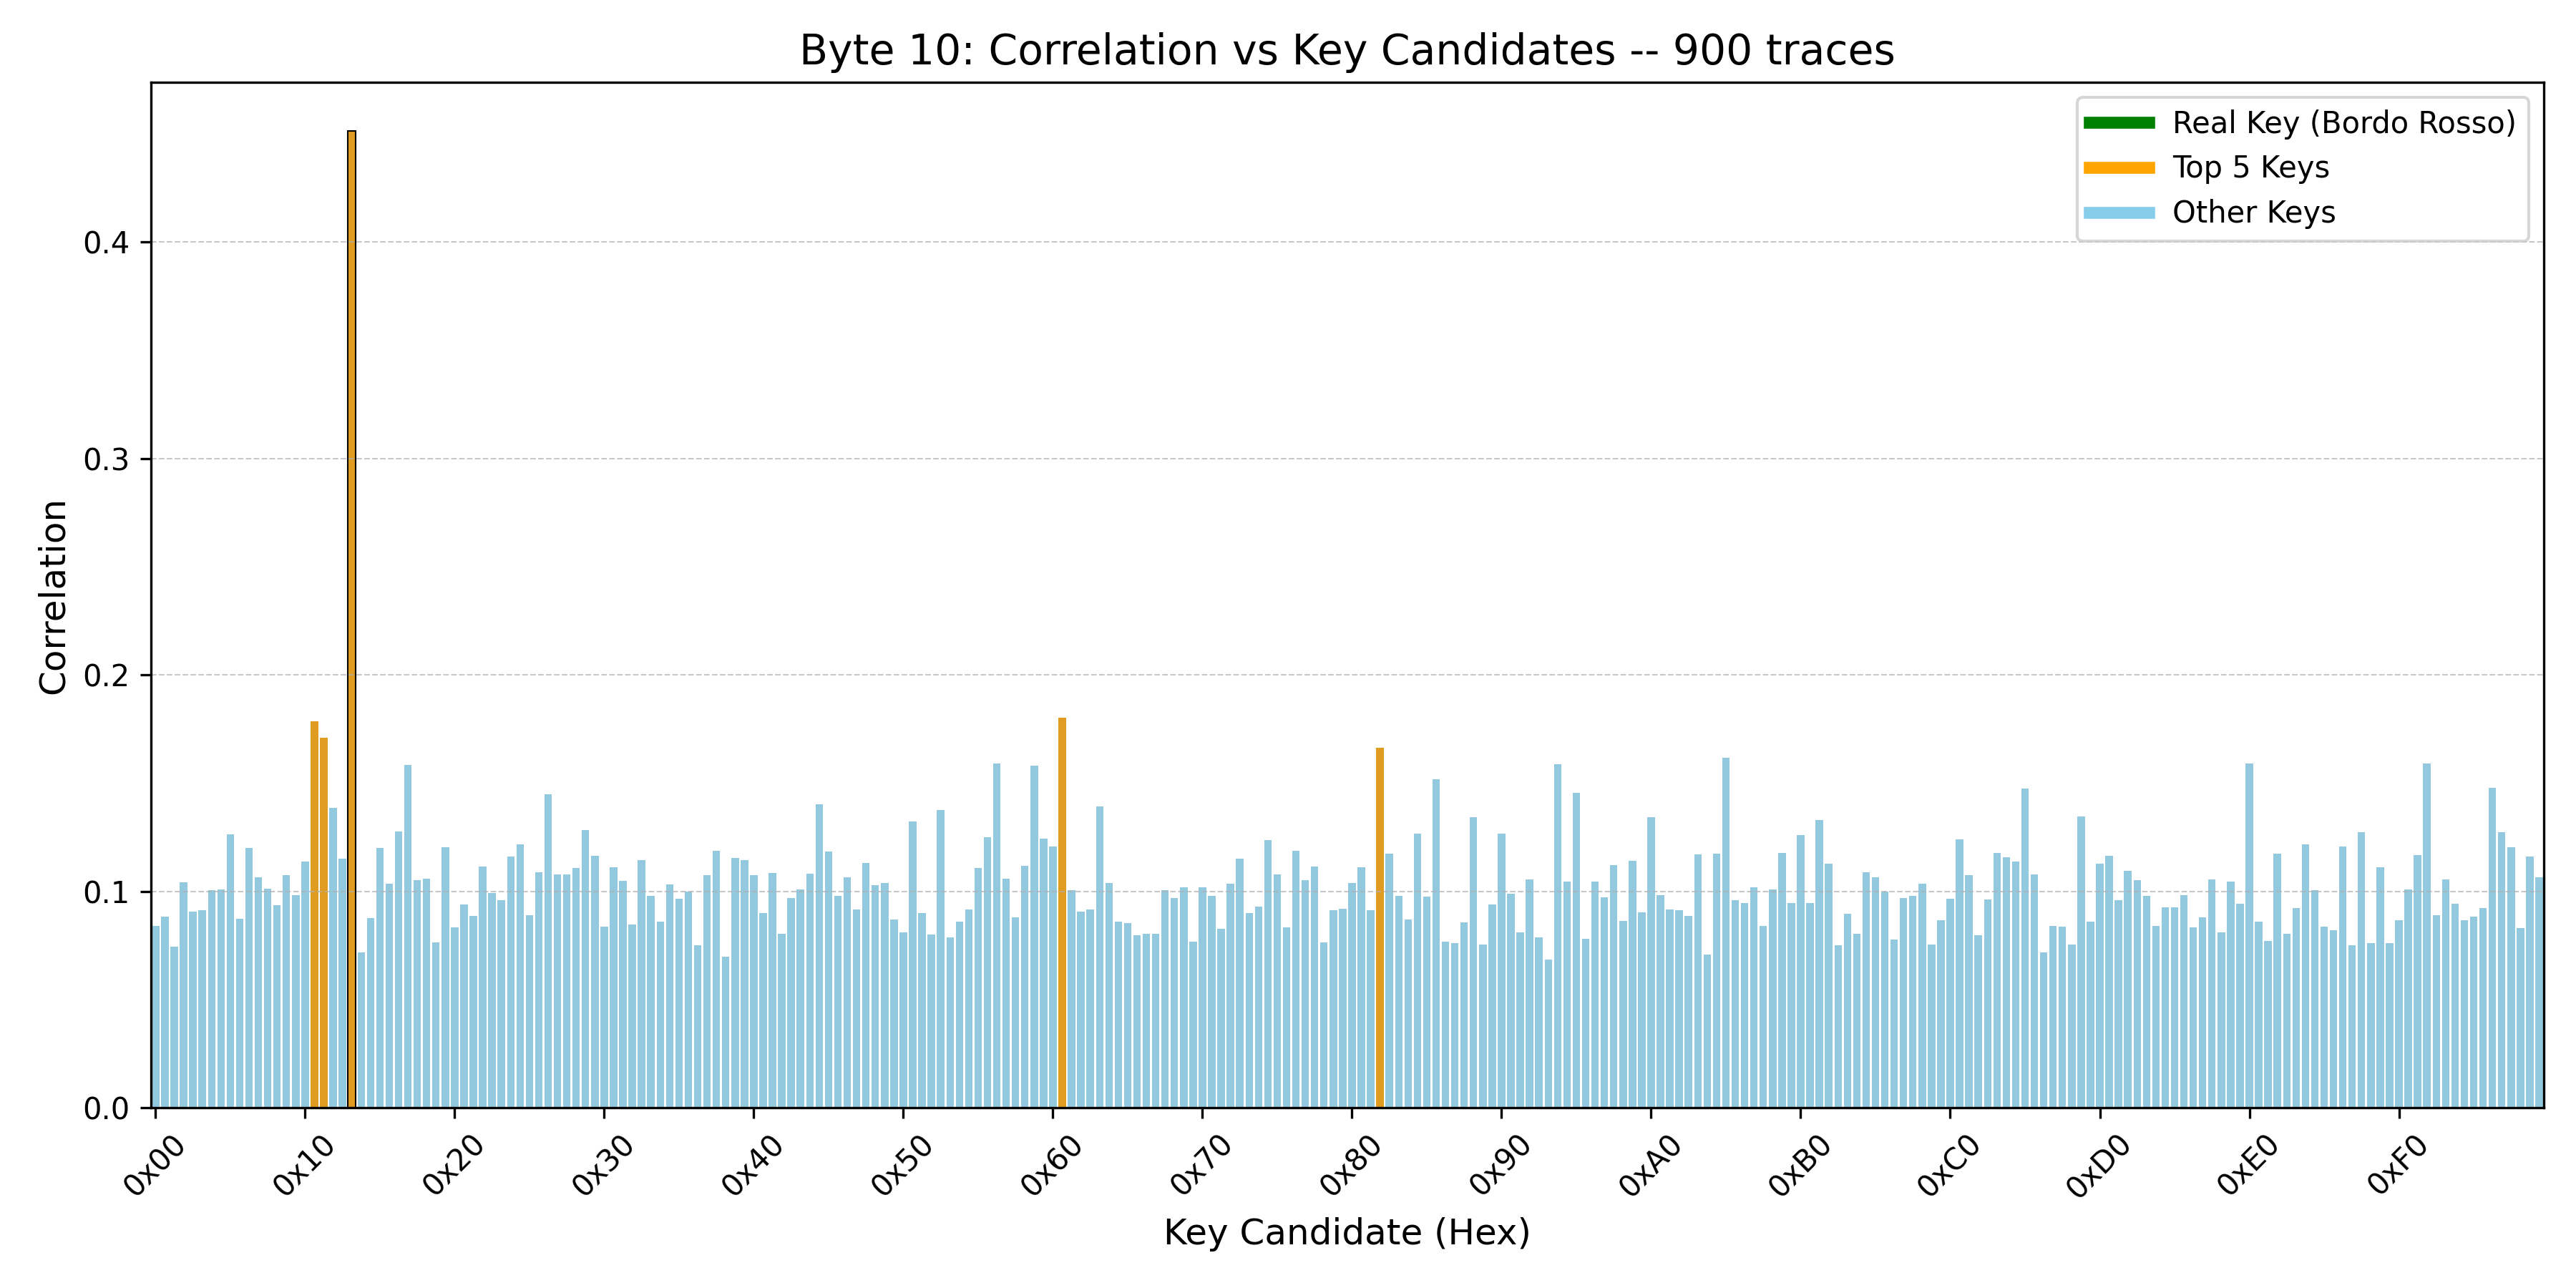 Byte 10: Correlation vs Key Candidates -- 900 traces
Real Key (Bordo Rosso)
Top 5 Keys
Other Keys
Correlation
0.4
0.3
0.2
0.1
0.0
0x00 0x10 0x20 0x30 0x40 0x50 0x60 0x70 0x80 0x90 0xA0 0xB0 0xC0 0xD0 0xE0 0xF0
Key Candidate (Hex)